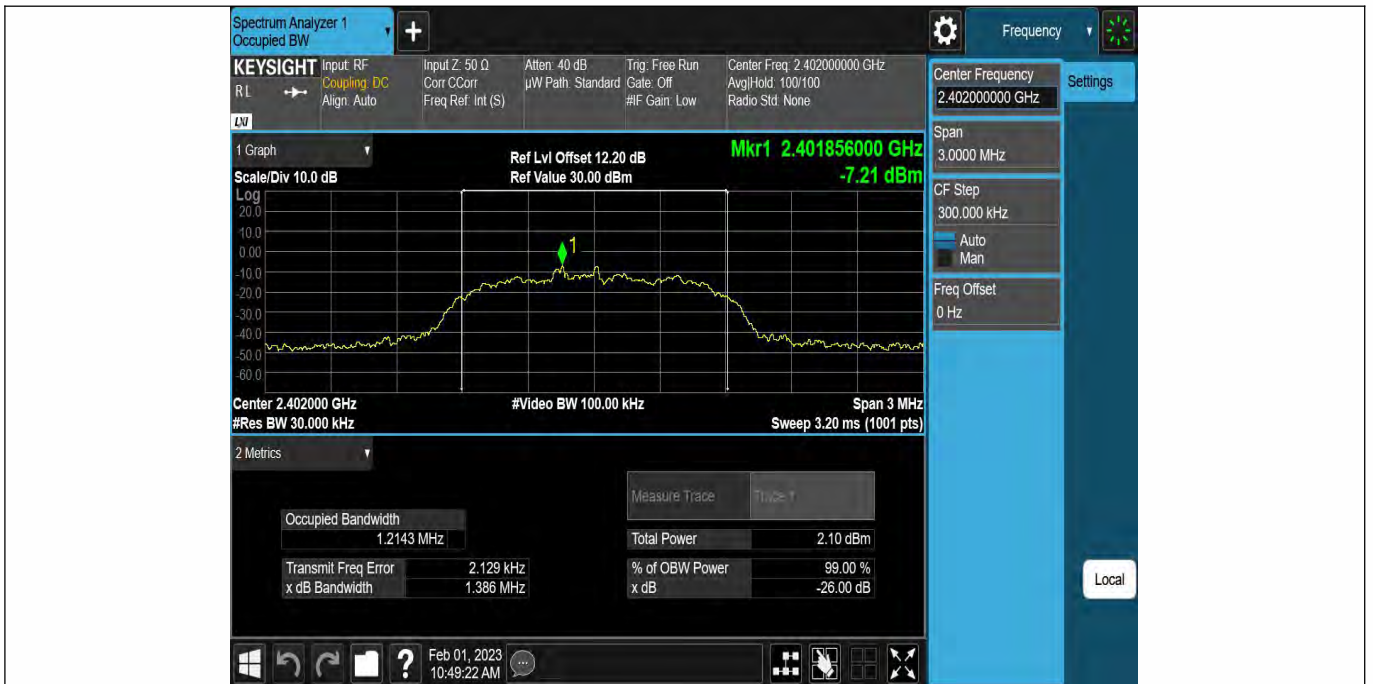 Spectrum Analyzer 1
Occupied BW
Frequency
KEYSIGHT
R L
LXI
Input: RF
Coupling: DC
Align: Auto
Input Z: 50 Ω
Corr CCorr
Freq Ref: Int (S)
Atten: 40 dB
µW Path: Standard
Trig: Free Run
Gate: Off
#IF Gain: Low
Center Freq: 2.402000000 GHz
Avg|Hold: 100/100
Radio Std: None
Center Frequency
2.402000000 GHz
Settings
Span
3.0000 MHz
CF Step
300.000 kHz
Auto
Man
Freq Offset
0 Hz
Local
1 Graph
Scale/Div 10.0 dB
Ref Lvl Offset 12.20 dB
Ref Value 30.00 dBm
Mkr1 2.401856000 GHz
-7.21 dBm
Log
20.0
10.0
0.00
-10.0
-20.0
-30.0
-40.0
-50.0
-60.0
1
Center 2.402000 GHz
#Res BW 30.000 kHz
#Video BW 100.00 kHz
Span 3 MHz
Sweep 3.20 ms (1001 pts)
2 Metrics
Measure Trace
Trace 1
Occupied Bandwidth
1.2143 MHz
Total Power 2.10 dBm
Transmit Freq Error 2.129 kHz
% of OBW Power 99.00 %
x dB Bandwidth 1.386 MHz
x dB -26.00 dB
?
Feb 01, 2023
10:49:22 AM